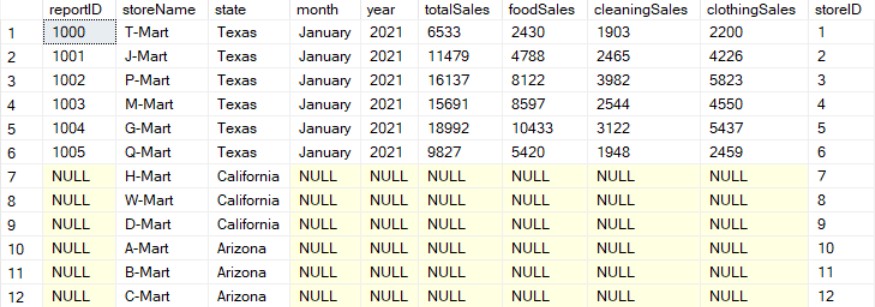 reportID storeName state month year totalSales foodSales cleaningSales clothingSales storeID
1 1000 T-Mart Texas January 2021 6533 2430 1903 2200 1
2 1001 J-Mart Texas January 2021 11479 4788 2465 4226 2
3 1002 P-Mart Texas January 2021 16137 8122 3982 5823 3
4 1003 M-Mart Texas January 2021 15691 8597 2544 4550 4
5 1004 G-Mart Texas January 2021 18992 10433 3122 5437 5
6 1005 Q-Mart Texas January 2021 9827 5420 1948 2459 6
7 NULL H-Mart California NULL NULL NULL NULL NULL NULL 7
8 NULL W-Mart California NULL NULL NULL NULL NULL NULL 8
9 NULL D-Mart California NULL NULL NULL NULL NULL NULL 9
10 NULL A-Mart Arizona NULL NULL NULL NULL NULL NULL 10
11 NULL B-Mart Arizona NULL NULL NULL NULL NULL NULL 11
12 NULL C-Mart Arizona NULL NULL NULL NULL NULL NULL 12